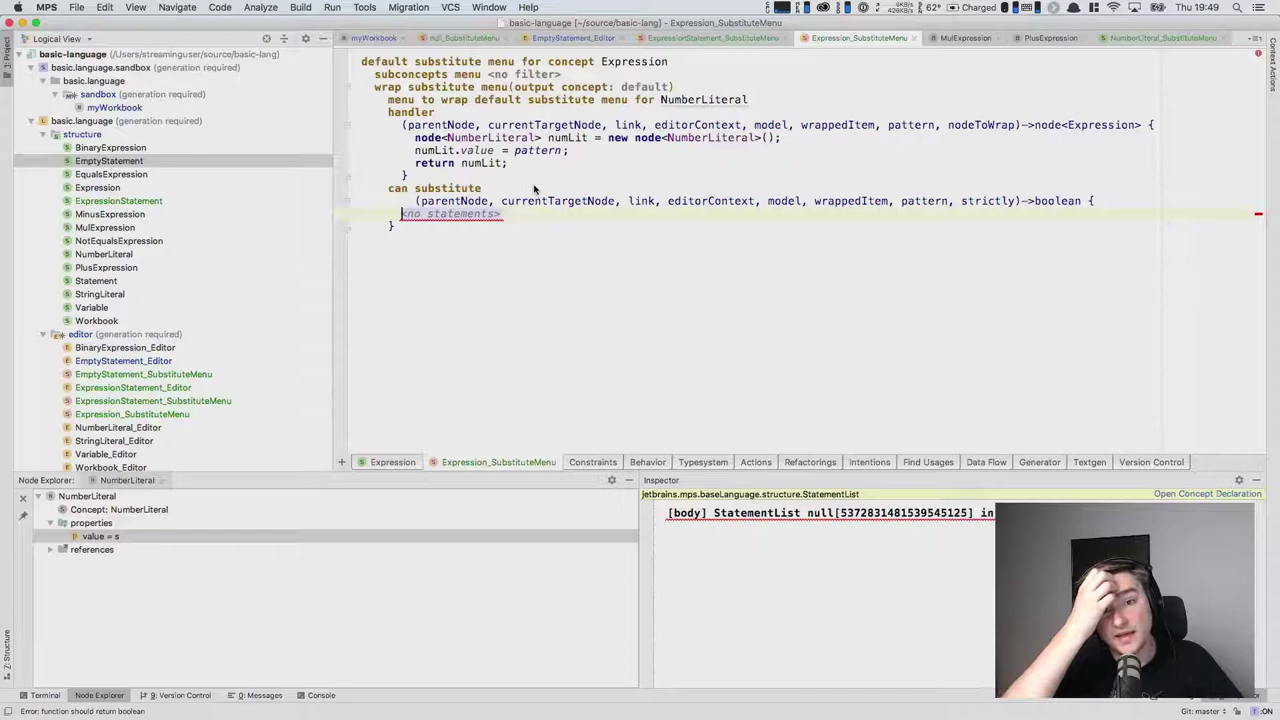 MPS File Edit View Navigate Code Analyze Build Run Tools Migration VCS Window Help
62° Charged Thu 19:49
basic-language [~/source/basic-lang] - Expression_SubstituteMenu
Logical View
myWorkbook null_SubstituteMenu EmptyStatement_Editor ExpressionStatement_SubstituteMenu Expression_SubstituteMenu MulExpression PlusExpression NumberLiteral_SubstituteMenu
basic-language (/Users/streaminguser/source/basic-lang)
basic.language.sandbox (generation required)
basic.language
sandbox (generation required)
myWorkbook
basic.language (generation required)
structure
BinaryExpression
EmptyStatement
EqualsExpression
Expression
ExpressionStatement
MinusExpression
MulExpression
NotEqualsExpression
NumberLiteral
PlusExpression
Statement
StringLiteral
Variable
Workbook
editor (generation required)
BinaryExpression_Editor
EmptyStatement_Editor
EmptyStatement_SubstituteMenu
ExpressionStatement_Editor
ExpressionStatement_SubstituteMenu
Expression_SubstituteMenu
NumberLiteral_Editor
StringLiteral_Editor
Variable_Editor
Workbook_Editor
default substitute menu for concept Expression
subconcepts menu <no filter>
wrap substitute menu(output concept: default)
menu to wrap default substitute menu for NumberLiteral
handler
(parentNode, currentTargetNode, link, editorContext, model, wrappedItem, pattern, nodeToWrap)->node<Expression> {
node<NumberLiteral> numLit = new node<NumberLiteral>();
numLit.value = pattern;
return numLit;
}
can substitute
(parentNode, currentTargetNode, link, editorContext, model, wrappedItem, pattern, strictly)->boolean {
<no statements>
}
Project
Context Actions
Z: Structure
+ Expression Expression_SubstituteMenu Constraints Behavior Typesystem Actions Refactorings Intentions Find Usages Data Flow Generator Textgen Version Control
Node Explorer: NumberLiteral
NumberLiteral
Concept: NumberLiteral
properties
value = s
references
Inspector
jetbrains.mps.baseLanguage.structure.StatementList Open Concept Declaration
[body] StatementList null[5372831481539545125] in
Terminal Node Explorer 9: Version Control 0: Messages Console
Error: function should return boolean
Git: master T:ON